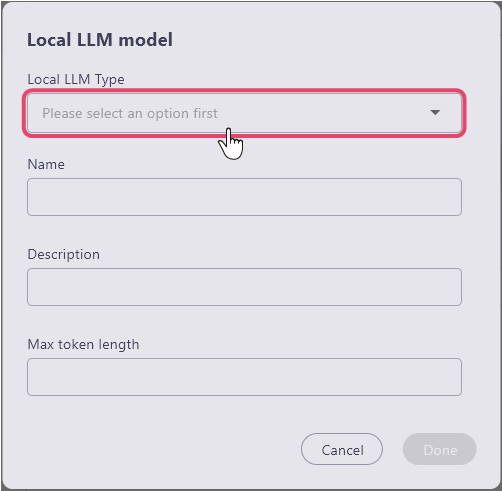 Local LLM model
Local LLM Type
Please select an option first
Name
Description
Max token length
Cancel
Done